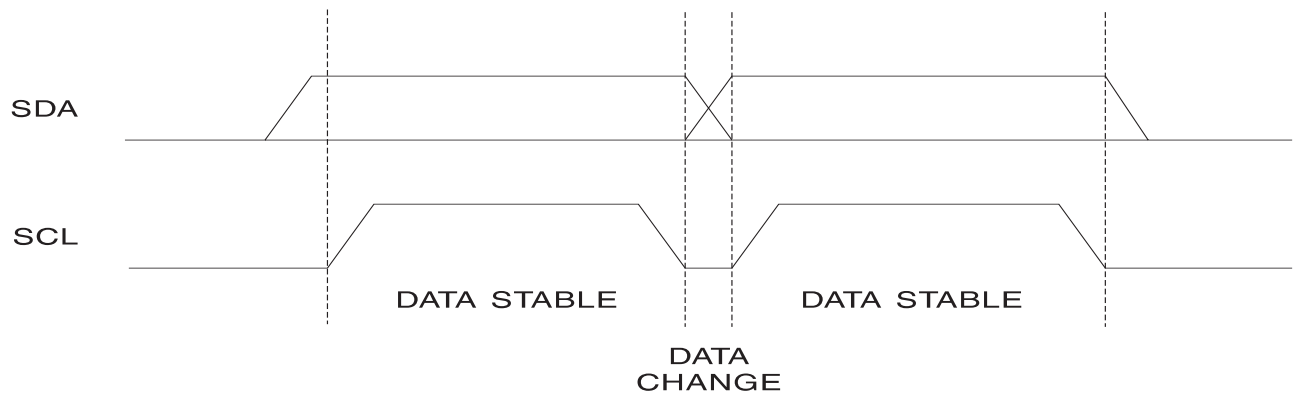 SDA
SCL
DATA STABLE
DATA STABLE
DATA
CHANGE